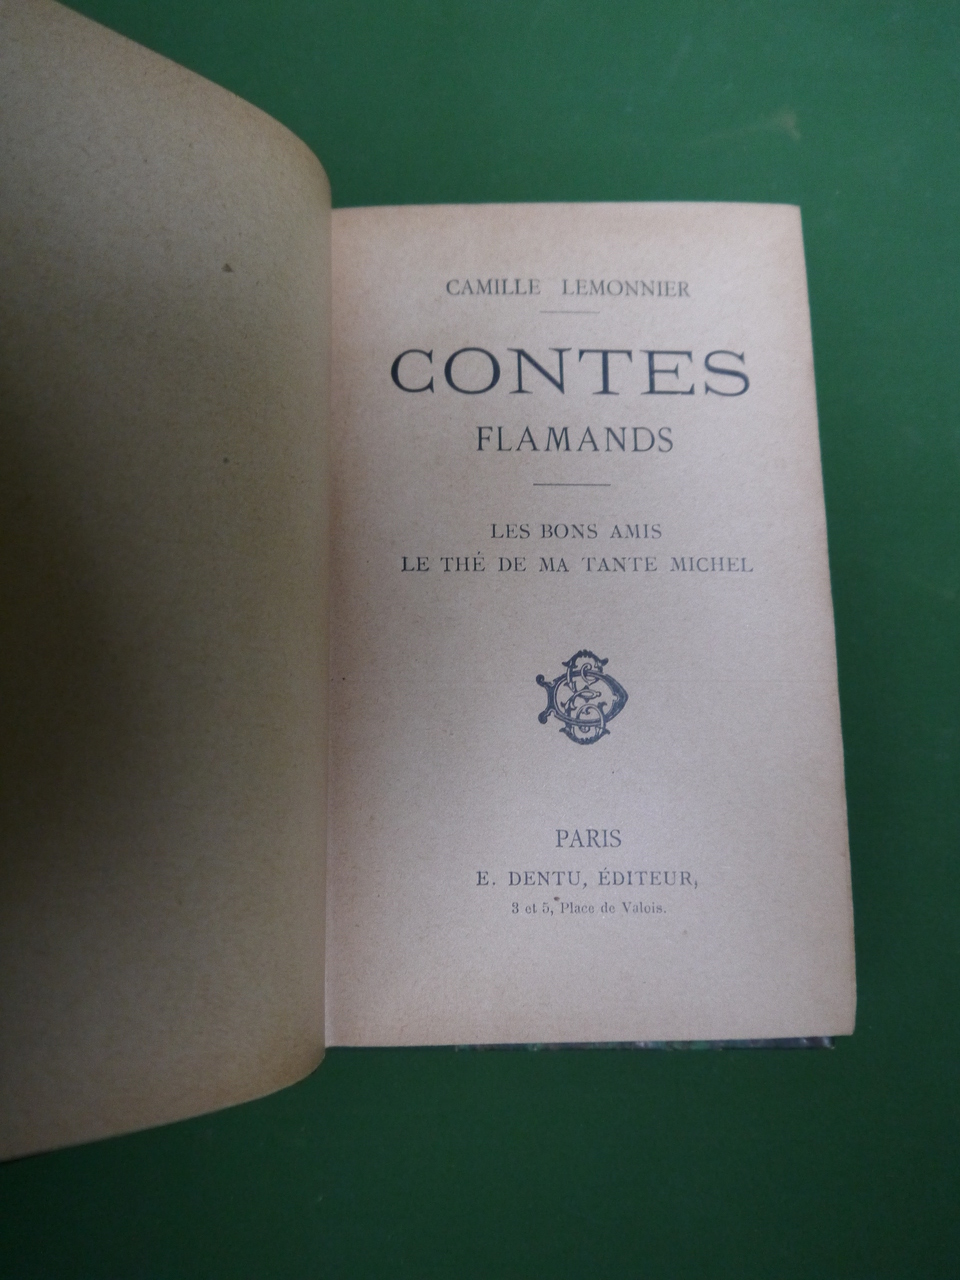 CAMILLE LEMONNIER
CONTES
FLAMANDS
LES BONS AMIS
LE THÉ DE MA TANTE MICHEL
PARIS
E. DENTU, ÉDITEUR,
3 et 5, Place de Valois.